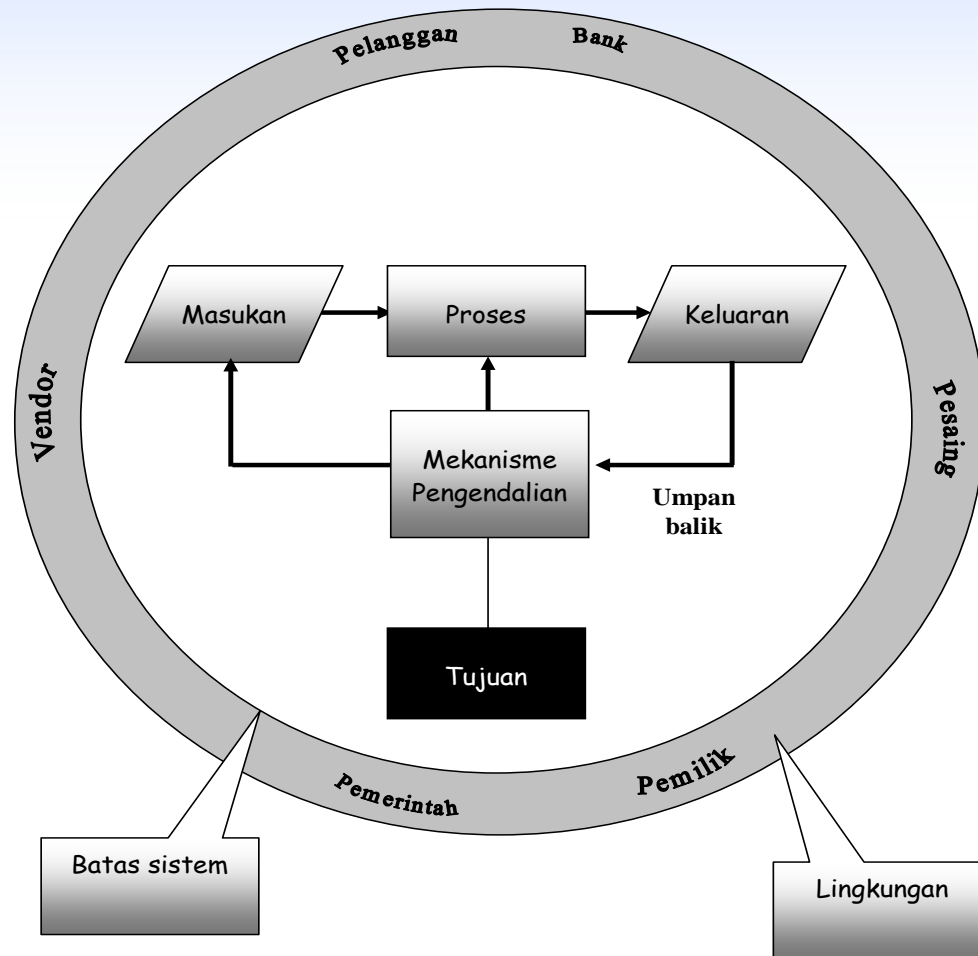 Pelanggan
Bank
Masukan
Proses
Keluaran
Vendor
Pesaing
Mekanisme
Pengendalian
Umpan
balik
Tujuan
Pemerintah
Pemilik
Batas sistem
Lingkungan